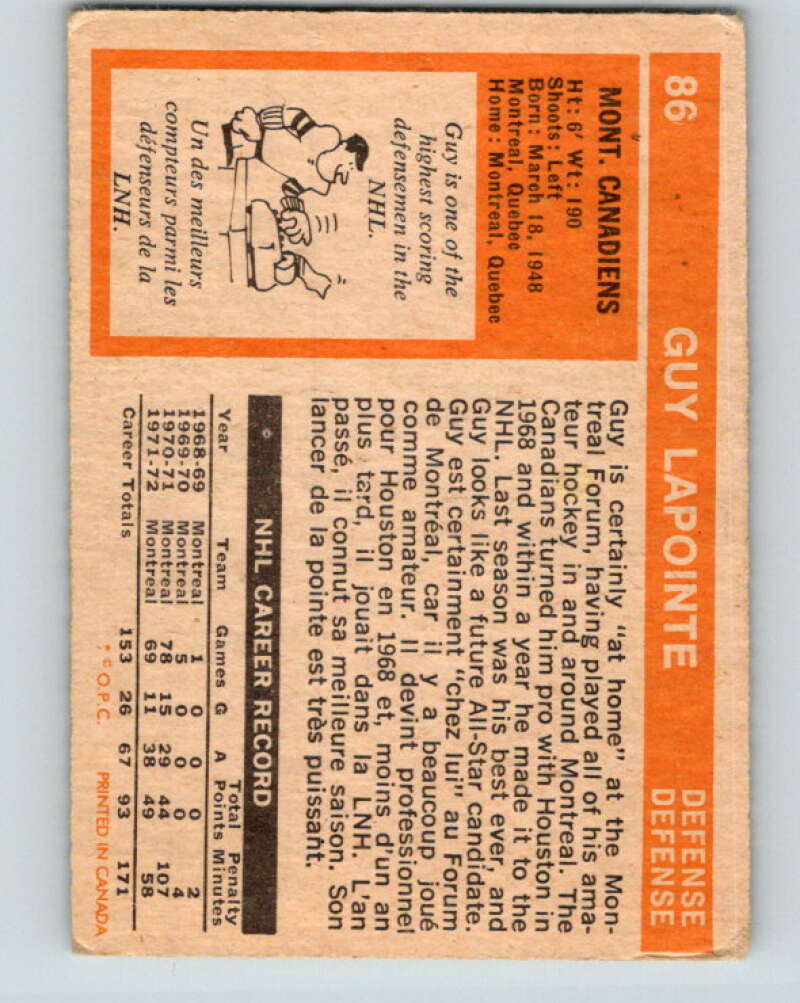 86 GUY LAPOINTE DEFENSE
DEFENSE
MONT. CANADIENS
Ht: 6' Wt: 190
Shoots: Left
Born: March 18, 1948
Montreal, Quebec
Home: Montreal, Quebec
Guy is one of the
highest scoring
defensemen in the
NHL.
Un des meilleurs
compteurs parmi les
défenseurs de la
LNH.
Guy is certainly "at home" at the Mon-
treal Forum, having played all of his ama-
teur hockey in and around Montreal. The
Canadians turned him pro with Houston in
1968 and within a year he made it to the
NHL. Last season was his best ever, and
Guy looks like a future All-Star candidate.
Guy est certainment "chez lui" au Forum
de Montréal, car il y a beaucoup joué
comme amateur. Il devint professionnel
pour Houston en 1968 et, moins d'un an
plus tard, il jouait dans la LNH. L'an
passé, il connut sa meilleure saison. Son
lancer de la pointe est très puissant.
NHL CAREER RECORD
Total Penalty
Year Team Games G A Points Minutes
1968-69 Montreal 1 0 0 0 2
1969-70 Montreal 5 0 0 0 4
1970-71 Montreal 78 15 29 44 107
1971-72 Montreal 69 11 38 49 58
Career Totals 153 26 67 93 171
* © O.P.C. PRINTED IN CANADA